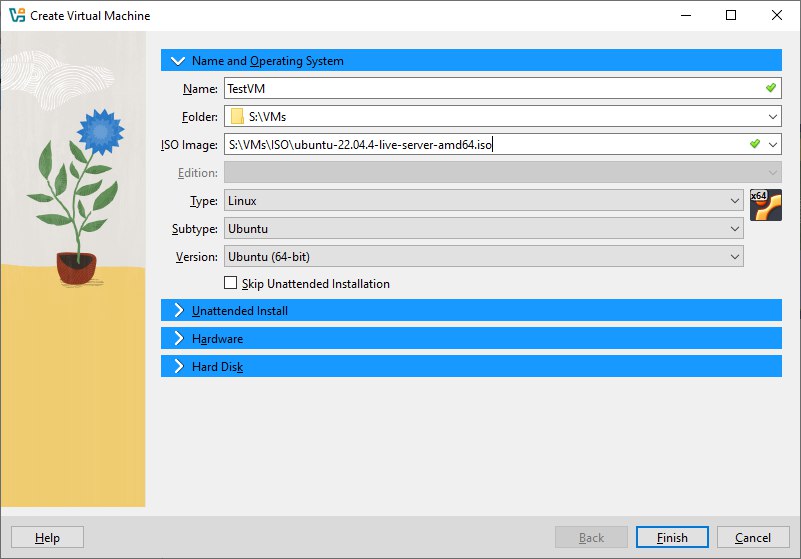 Create Virtual Machine
Name and Operating System
Name: TestVM
Folder: S:\VMs
ISO Image: S:\VMs\ISO\ubuntu-22.04.4-live-server-amd64.iso
Edition:
Type: Linux
x64
Subtype: Ubuntu
Version: Ubuntu (64-bit)
Skip Unattended Installation
Unattended Install
Hardware
Hard Disk
Help Back Finish Cancel